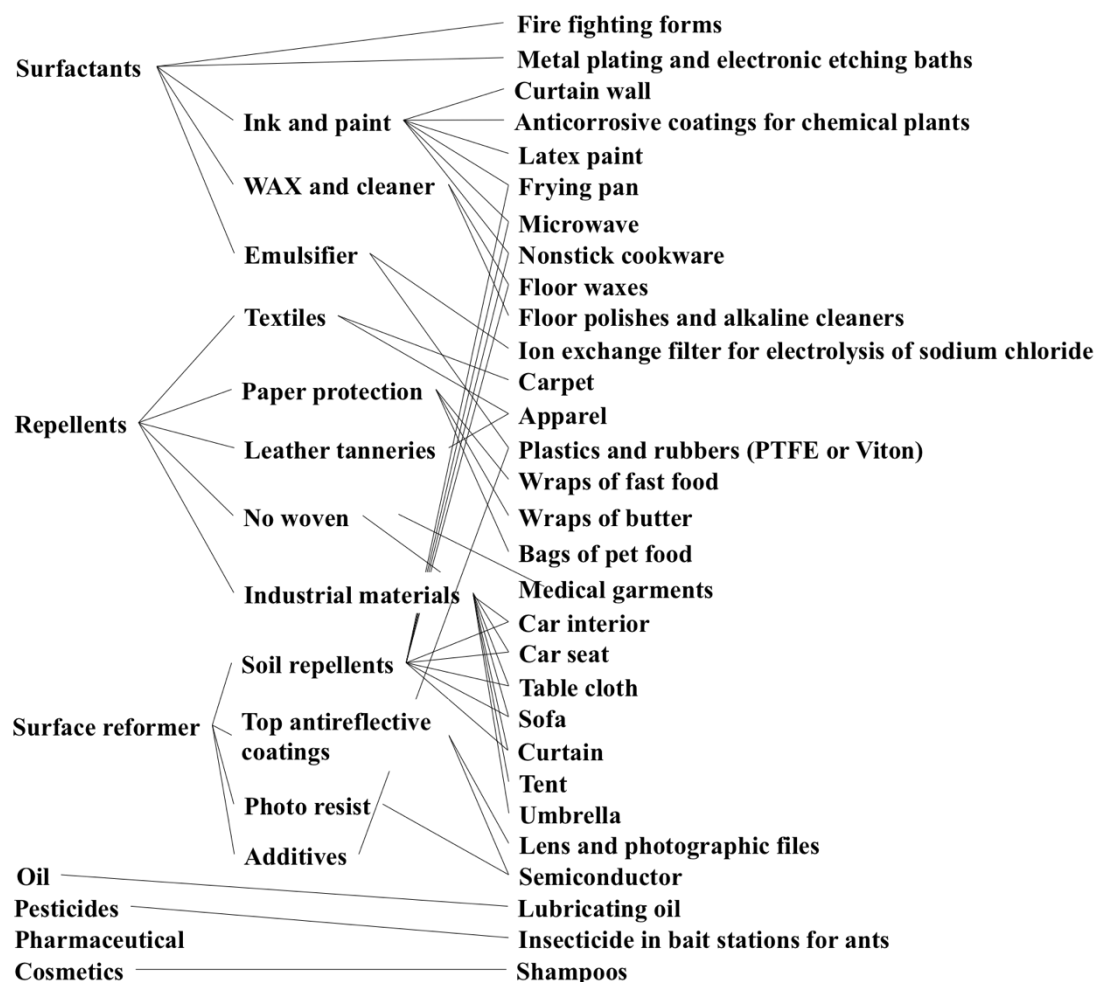 Surfactants
Repellents
Surface reformer
Oil
Pesticides
Pharmaceutical
Cosmetics
Ink and paint
WAX and cleaner
Emulsifier
Textiles
Paper protection
Leather tanneries
No woven
Industrial materials
Soil repellents
Top antireflective
coatings
Photo resist
Additives
Fire fighting forms
Metal plating and electronic etching baths
Curtain wall
Anticorrosive coatings for chemical plants
Latex paint
Frying pan
Microwave
Nonstick cookware
Floor waxes
Floor polishes and alkaline cleaners
Ion exchange filter for electrolysis of sodium chloride
Carpet
Apparel
Plastics and rubbers (PTFE or Viton)
Wraps of fast food
Wraps of butter
Bags of pet food
Medical garments
Car interior
Car seat
Table cloth
Sofa
Curtain
Tent
Umbrella
Lens and photographic files
Semiconductor
Lubricating oil
Insecticide in bait stations for ants
Shampoos